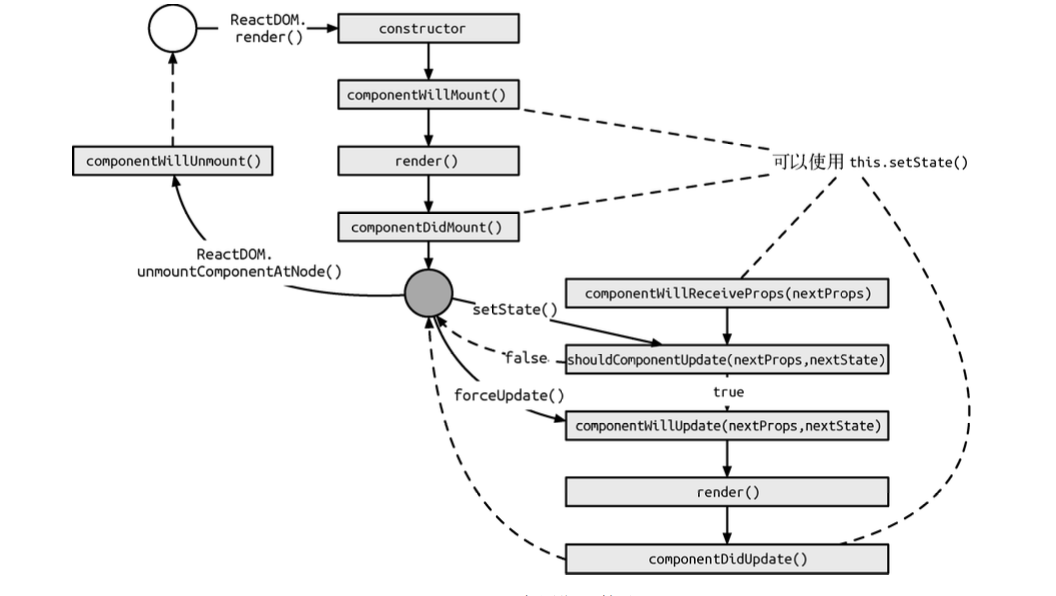 ReactDOM.
render()
constructor
componentWillMount()
componentWillUnmount()
render()
可以使用 this.setState()
componentDidMount()
ReactDOM.
unmountComponentAtNode()
componentWillReceiveProps(nextProps)
setState()
false
shouldComponentUpdate(nextProps,nextState)
true
forceUpdate()
componentWillUpdate(nextProps,nextState)
render()
componentDidUpdate()